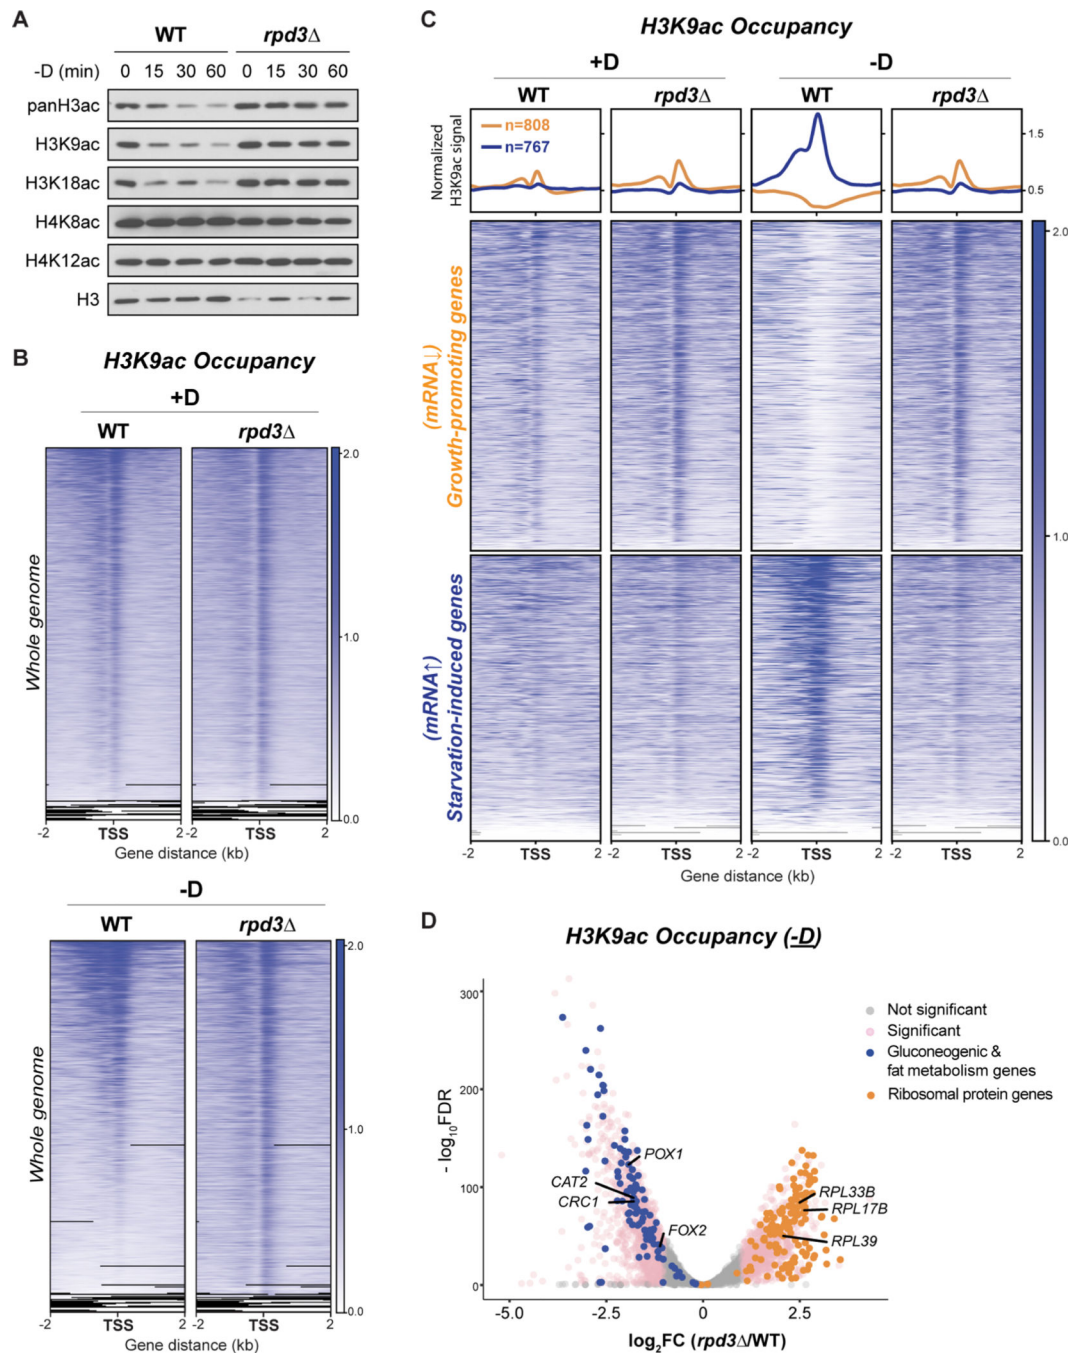 A
WT rpd3Δ
-D (min) 0 15 30 60 0 15 30 60
panH3ac
H3K9ac
H3K18ac
H4K8ac
H4K12ac
H3
B
H3K9ac Occupancy
+D
WT rpd3Δ
Whole genome
2.0
1.0
0.0
-2 TSS 2 -2 TSS 2
Gene distance (kb)
-D
WT rpd3Δ
Whole genome
2.0
1.0
0.0
-2 TSS 2 -2 TSS 2
Gene distance (kb)
C
H3K9ac Occupancy
+D -D
WT rpd3Δ WT rpd3Δ
Normalized
H3K9ac signal
n=808
n=767
1.5
0.5
(mRNA↓)
Growth-promoting genes
(mRNA↑)
Starvation-induced genes
2.0
1.0
0.0
-2 TSS 2 -2 TSS 2 -2 TSS 2 -2 TSS 2
Gene distance (kb)
D
H3K9ac Occupancy (-D)
- log10FDR
300
200
100
0
-5.0 -2.5 0 2.5
log2FC (rpd3Δ/WT)
POX1
CAT2
CRC1
FOX2
RPL33B
RPL17B
RPL39
Not significant
Significant
Gluconeogenic &
fat metabolism genes
Ribosomal protein genes